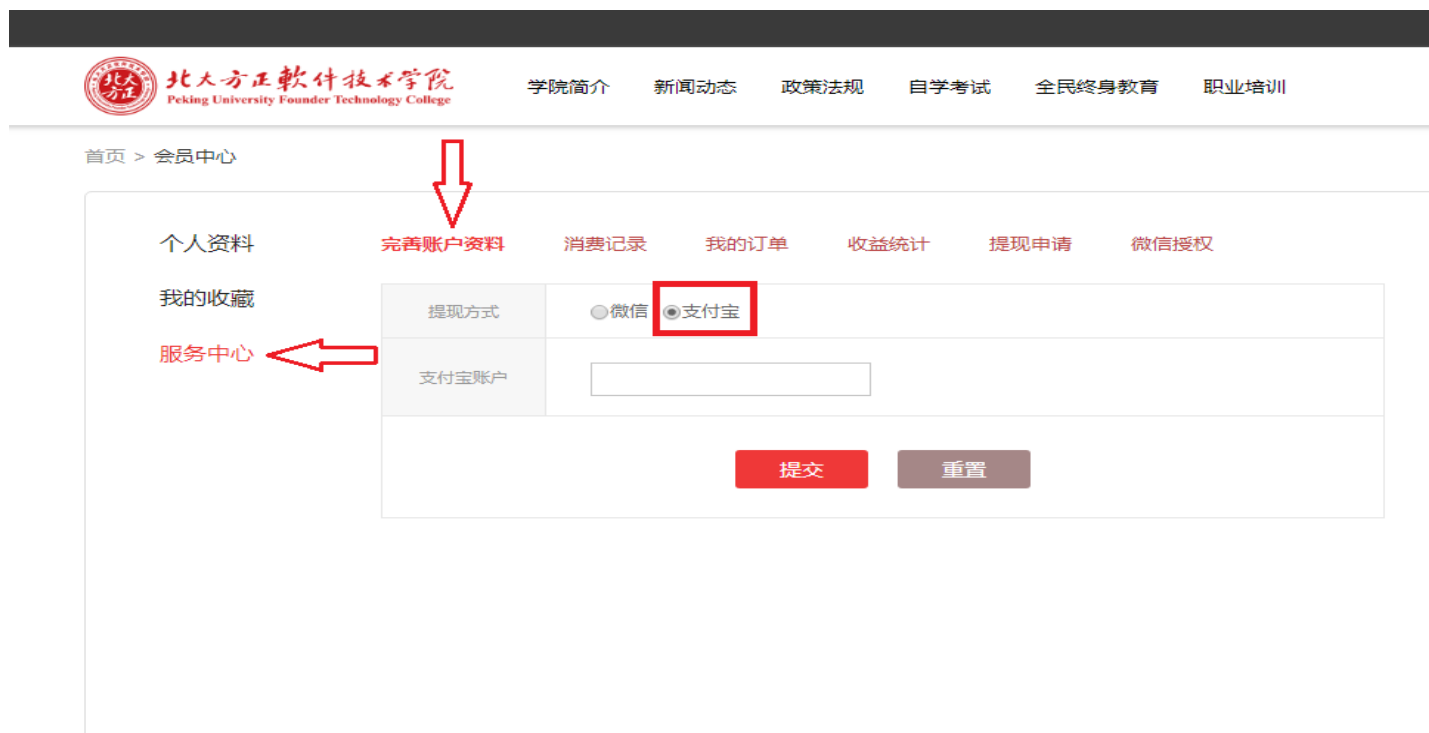 北大方正
北大方正軟件技术学院
Peking University Founder Technology College
学院简介 新闻动态 政策法规 自学考试 全民终身教育 职业培训
首页 > 会员中心
个人资料
我的收藏
服务中心
完善账户资料 消费记录 我的订单 收益统计 提现申请 微信授权
提现方式 微信 支付宝
支付宝账户
提交 重置